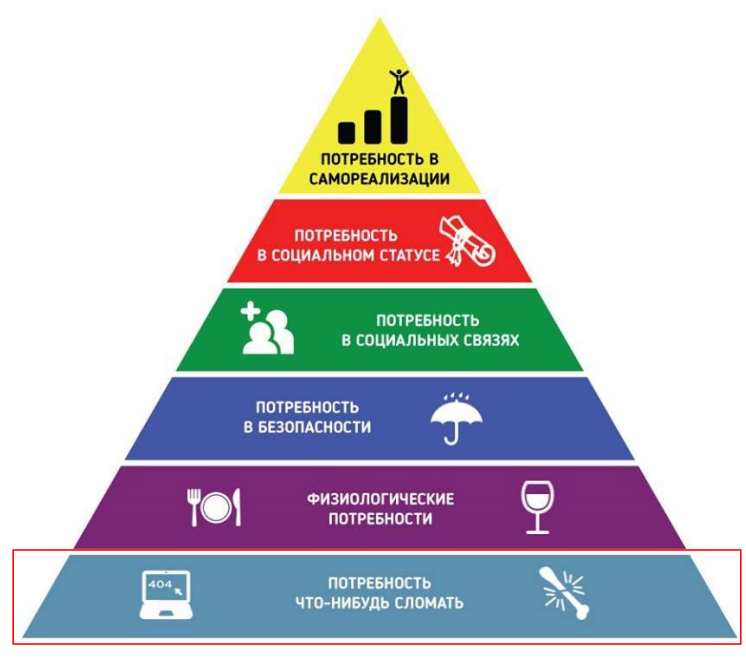 ПОТРЕБНОСТЬ В
САМОРЕАЛИЗАЦИИ
ПОТРЕБНОСТЬ
В СОЦИАЛЬНОМ СТАТУСЕ
ПОТРЕБНОСТЬ
В СОЦИАЛЬНЫХ СВЯЗЯХ
ПОТРЕБНОСТЬ
В БЕЗОПАСНОСТИ
ФИЗИОЛОГИЧЕСКИЕ
ПОТРЕБНОСТИ
404
ПОТРЕБНОСТЬ
ЧТО-НИБУДЬ СЛОМАТЬ